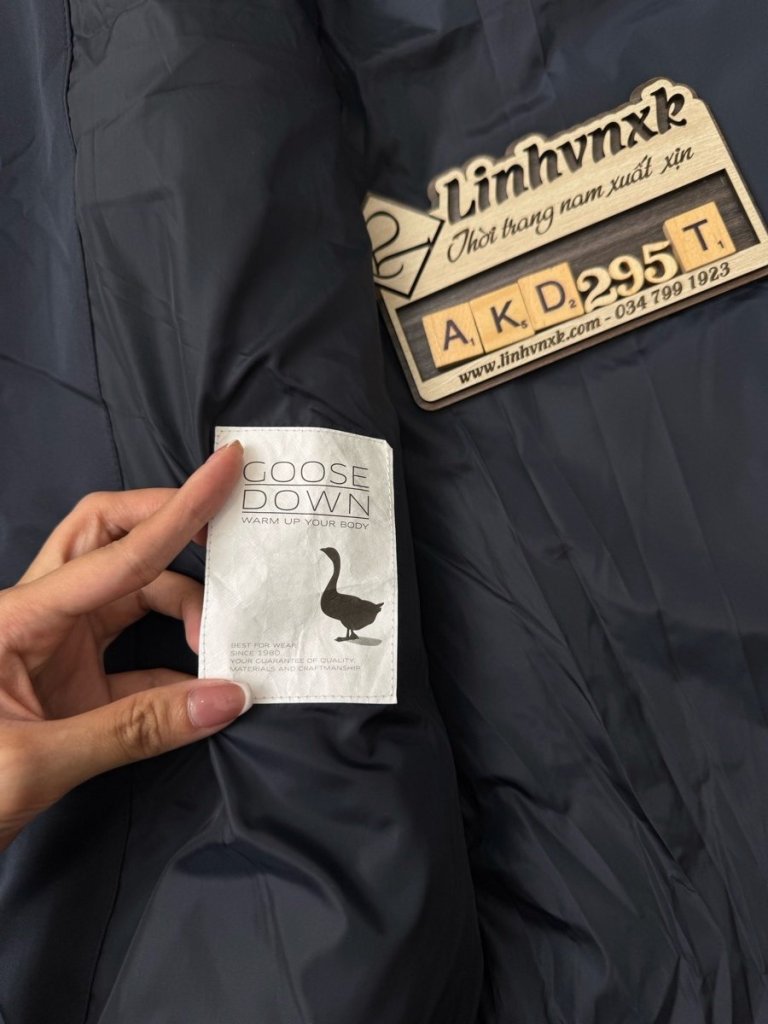 Linhvnxk
Thời trang nam xuất xịn
AKD295T
www.linhvnxk.com - 034 799 1923
GOOSE
DOWN
WARM UP YOUR BODY
BEST FOR WEAR
SINCE 1980
YOUR GUARANTEE OF QUALITY,
MATERIALS AND CRAFTMANSHIP